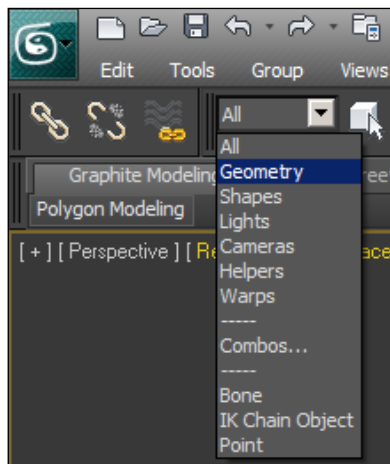 Edit Tools Group Views
All
All
Graphite Modeling
Geometry
Shapes
Polygon Modeling
Lights
[ + ] [ Perspective ] [
Cameras
Helpers
Warps
-----
Combos...
-----
Bone
IK Chain Object
Point